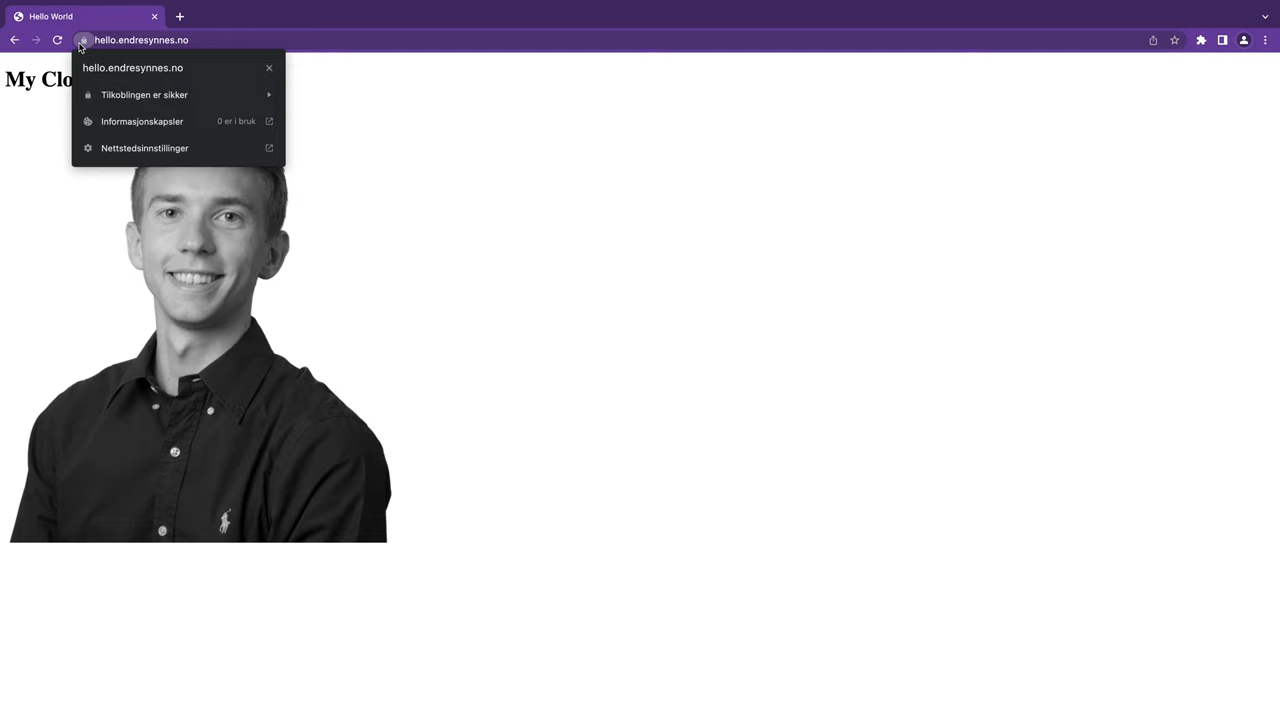 Hello World
hello.endresynnes.no
hello.endresynnes.no
My Clo
Tilkoblingen er sikker
Informasjonskapsler 0 er i bruk
Nettstedsinnstillinger